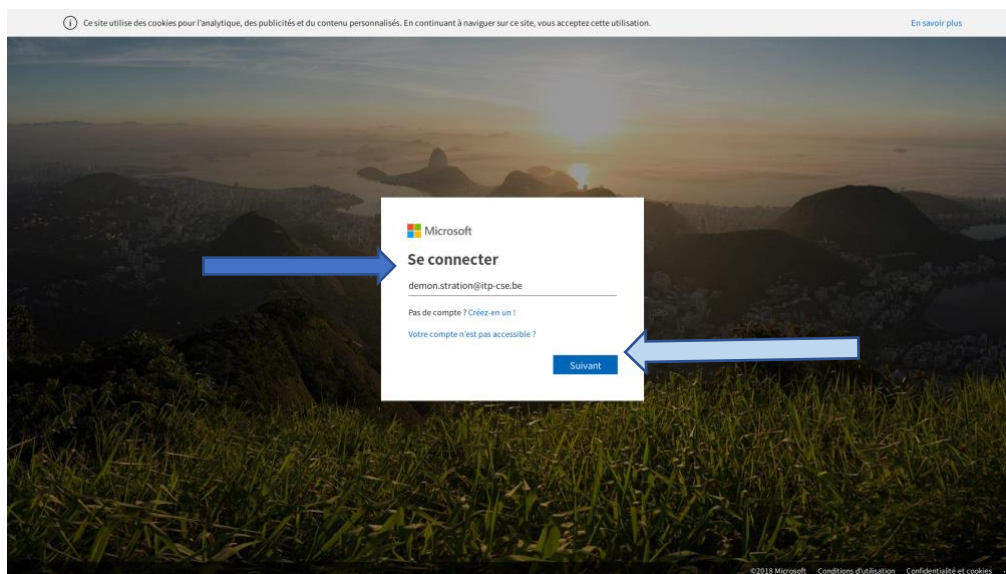 Ce site utilise des cookies pour l'analytique, des publicités et du contenu personnalisés. En continuant à naviguer sur ce site, vous acceptez cette utilisation. En savoir plus
Microsoft
Se connecter
demon.stration@itp-cse.be
Pas de compte ? Créez-en un !
Votre compte n'est pas accessible ?
Suivant
©2018 Microsoft Conditions d'utilisation Confidentialité et cookies